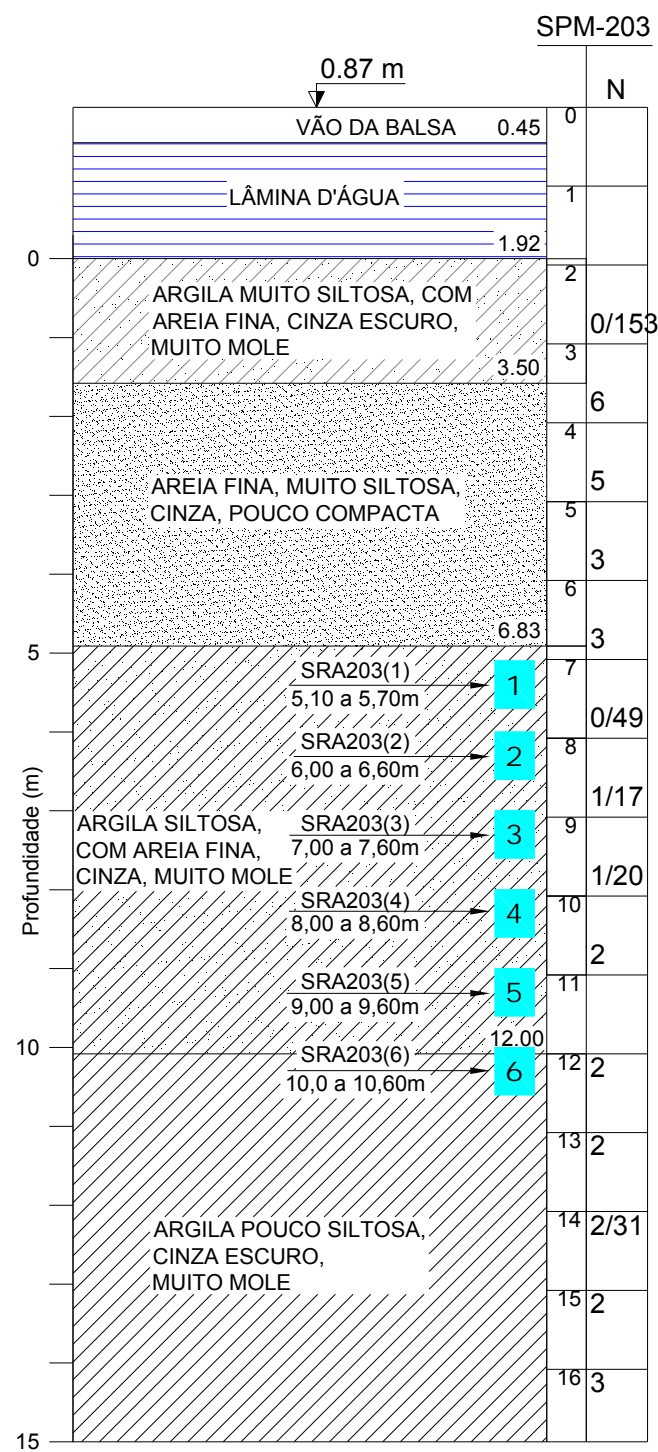 SPM-203
0.87 m
N
0
VÃO DA BALSA 0.45
LÂMINA D'ÁGUA
1
1.92
0
2
ARGILA MUITO SILTOSA, COM
AREIA FINA, CINZA ESCURO,
MUITO MOLE
0/153
3
3.50
6
4
AREIA FINA, MUITO SILTOSA,
CINZA, POUCO COMPACTA
5
5
3
6
6.83
3
5
7
SRA203(1)
5,10 a 5,70m
1
0/49
SRA203(2)
6,00 a 6,60m
2
8
1/17
Profundidade (m)
ARGILA SILTOSA,
COM AREIA FINA,
CINZA, MUITO MOLE
SRA203(3)
7,00 a 7,60m
3
9
1/20
SRA203(4)
8,00 a 8,60m
4
10
2
SRA203(5)
9,00 a 9,60m
5
11
12.00
10
SRA203(6)
10,0 a 10,60m
6
12
2
13
2
ARGILA POUCO SILTOSA,
CINZA ESCURO,
MUITO MOLE
14
2/31
15
2
16
3
15